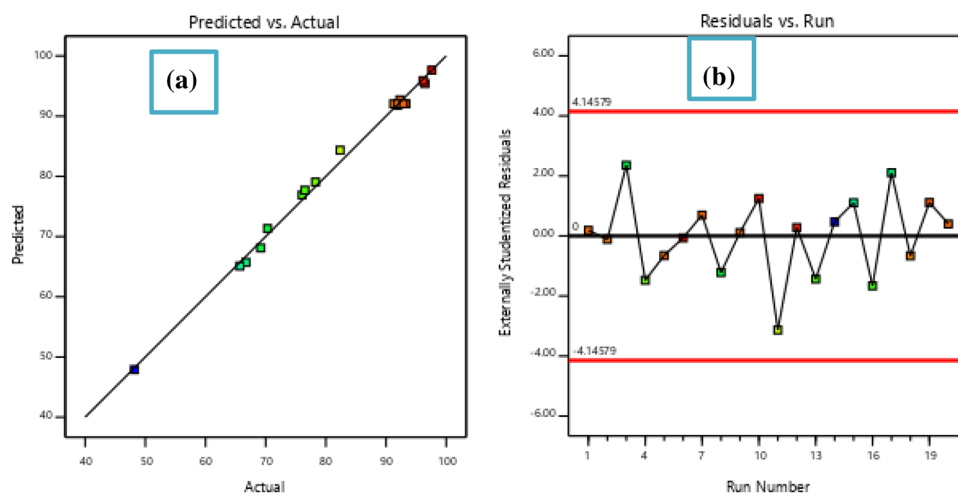 Predicted vs. Actual
(a)
100
90
80
70
60
50
40
Predicted
40 50 60 70 80 90 100
Actual
Residuals vs. Run
(b)
6.00
4.00
2.00
0.00
-2.00
-4.00
-6.00
4.14579
0
-4.14579
Externally Studentized Residuals
1 4 7 10 13 16 19
Run Number